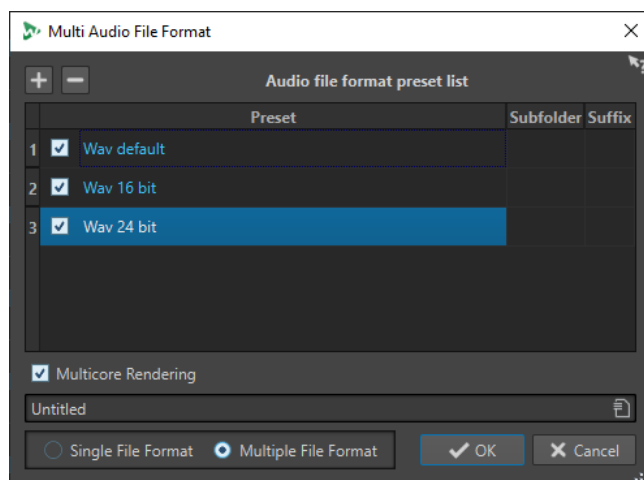 Multi Audio File Format
Audio file format preset list
Preset Subfolder Suffix
1 Wav default
2 Wav 16 bit
3 Wav 24 bit
Multicore Rendering
Untitled
Single File Format Multiple File Format OK Cancel